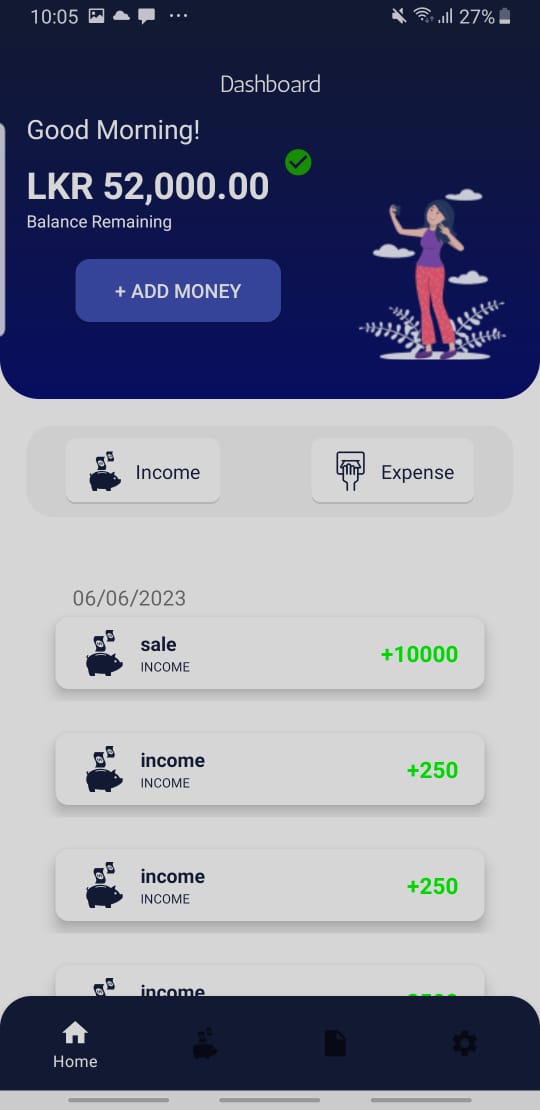 10:05
27%
Dashboard
Good Morning!
LKR 52,000.00
Balance Remaining
+ ADD MONEY
Income
Expense
06/06/2023
sale
INCOME
+10000
income
INCOME
+250
income
INCOME
+250
income
Home